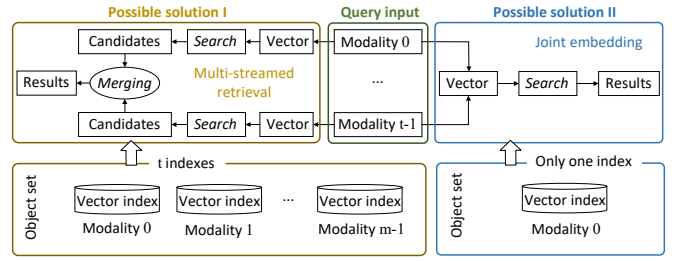 Possible solution I
Query input
Possible solution II
Candidates
Search
Vector
Modality 0
Joint embedding
Results
Merging
Multi-streamed
retrieval
...
Vector
Search
Results
Candidates
Search
Vector
Modality t-1
t indexes
Only one index
Object set
Vector index
Vector index
...
Vector index
Modality 0
Modality 1
Modality m-1
Object set
Vector index
Modality 0